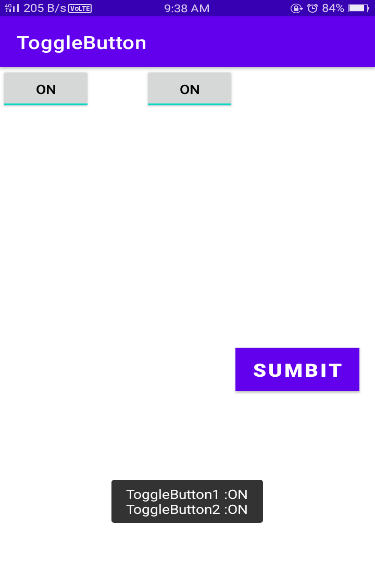 205 B/s VoLTE 9:38 AM 84%
ToggleButton
ON ON
SUMBIT
ToggleButton1 :ON
ToggleButton2 :ON